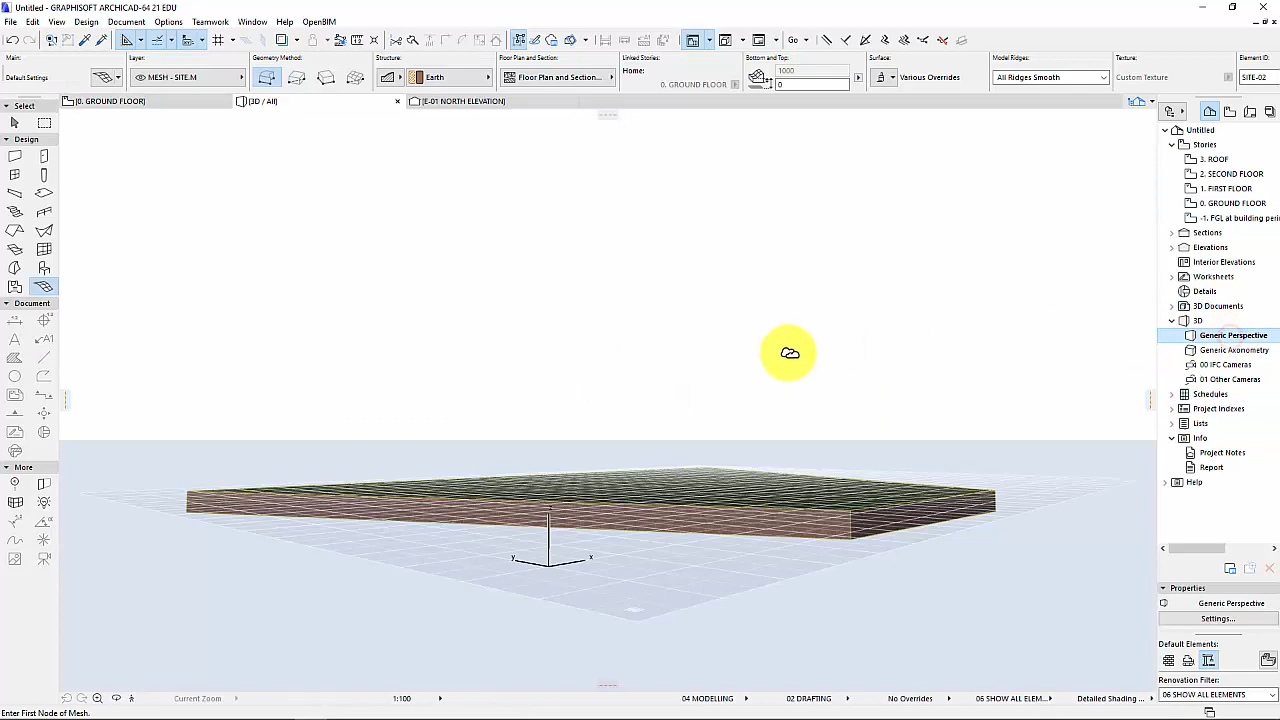 Untitled - GRAPHISOFT ARCHICAD-64 21 EDU
File Edit View Design Document Options Teamwork Window Help OpenBIM
Go
Main: Layer: Geometry Method: Structure: Floor Plan and Section: Linked Stories: Bottom and Top: Surface: Model Ridges: Texture: Element ID
Home: 1000
Default Settings MESH - SITE.M Earth Floor Plan and Section... 0. GROUND FLOOR 0 Various Overrides All Ridges Smooth Custom Texture SITE-02
Select
[0. GROUND FLOOR] [3D / All] [E-01 NORTH ELEVATION]
Design
Document
More
Untitled
Stories
3. ROOF
2. SECOND FLOOR
1. FIRST FLOOR
0. GROUND FLOOR
-1. FGL at building peri
Sections
Elevations
Interior Elevations
Worksheets
Details
3D Documents
3D
Generic Perspective
Generic Axonometry
00 IFC Cameras
01 Other Cameras
Schedules
Project Indexes
Lists
Info
Project Notes
Report
Help
y x
Properties
Generic Perspective
Settings...
Default Elements:
Renovation Filter:
06 SHOW ALL ELEMENTS
Current Zoom 1:100 04 MODELLING 02 DRAFTING No Overrides 06 SHOW ALL ELEM... Detailed Shading ...
Enter First Node of Mesh.